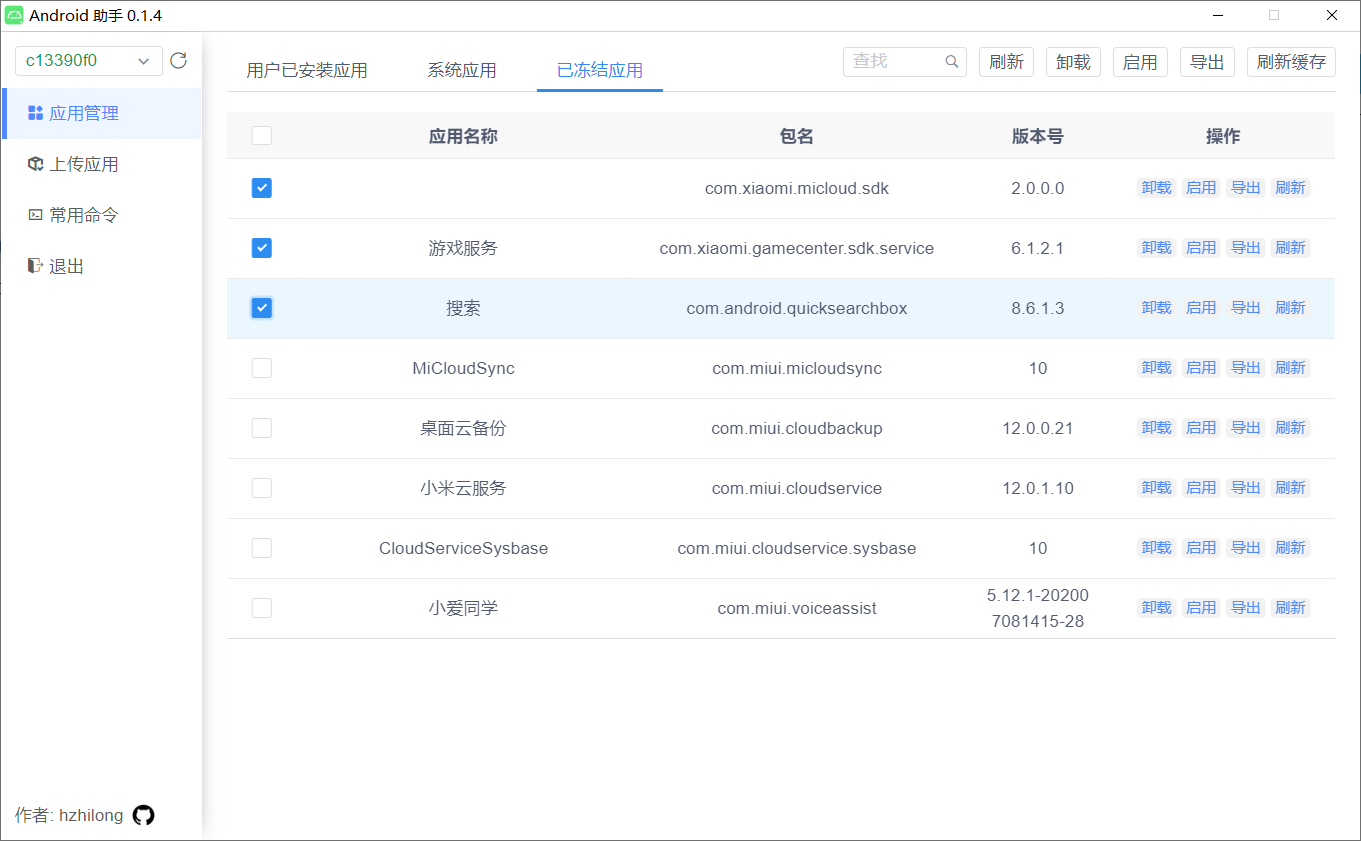 Android 助手 0.1.4
c13390f0
应用管理
上传应用
常用命令
退出
作者: hzhilong
用户已安装应用 系统应用 已冻结应用 查找 刷新 卸载 启用 导出 刷新缓存
应用名称 包名 版本号 操作
com.xiaomi.micloud.sdk 2.0.0.0 卸载 启用 导出 刷新
游戏服务 com.xiaomi.gamecenter.sdk.service 6.1.2.1 卸载 启用 导出 刷新
搜索 com.android.quicksearchbox 8.6.1.3 卸载 启用 导出 刷新
MiCloudSync com.miui.micloudsync 10 卸载 启用 导出 刷新
桌面云备份 com.miui.cloudbackup 12.0.0.21 卸载 启用 导出 刷新
小米云服务 com.miui.cloudservice 12.0.1.10 卸载 启用 导出 刷新
CloudServiceSysbase com.miui.cloudservice.sysbase 10 卸载 启用 导出 刷新
小爱同学 com.miui.voiceassist 5.12.1-20200 卸载 启用 导出 刷新
7081415-28